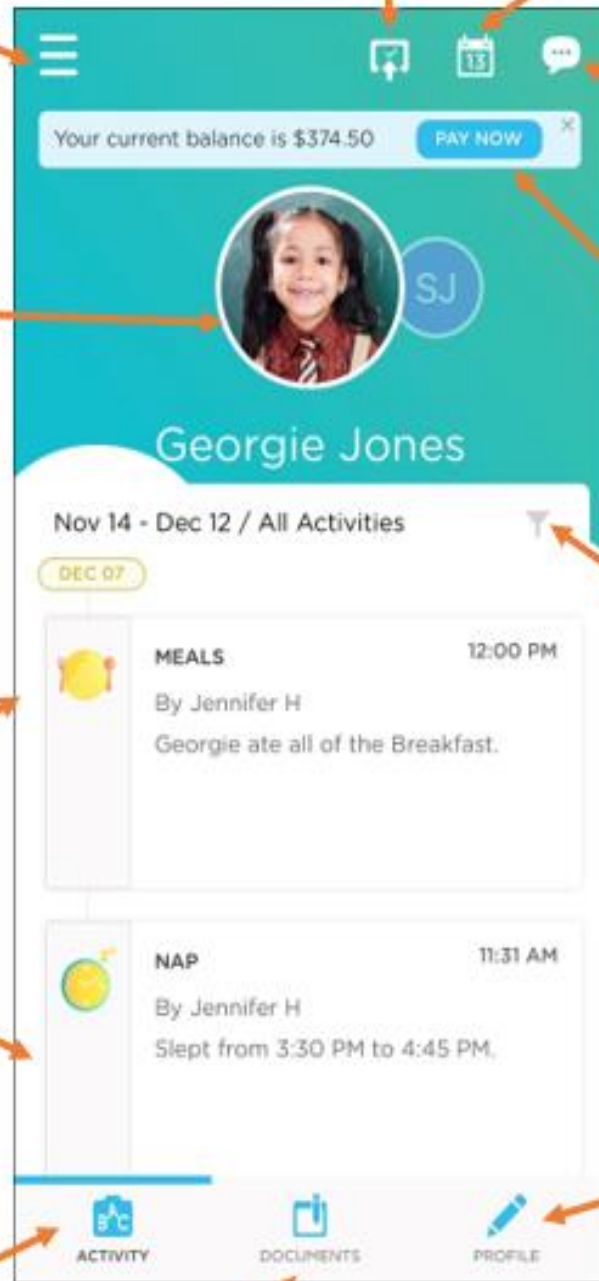 13
Your current balance is $374.50 PAY NOW
SJ
Georgie Jones
Nov 14 - Dec 12 / All Activities
DEC 07
MEALS 12:00 PM
By Jennifer H
Georgie ate all of the Breakfast.
NAP 11:31 AM
By Jennifer H
Slept from 3:30 PM to 4:45 PM.
ABC
ACTIVITY DOCUMENTS PROFILE